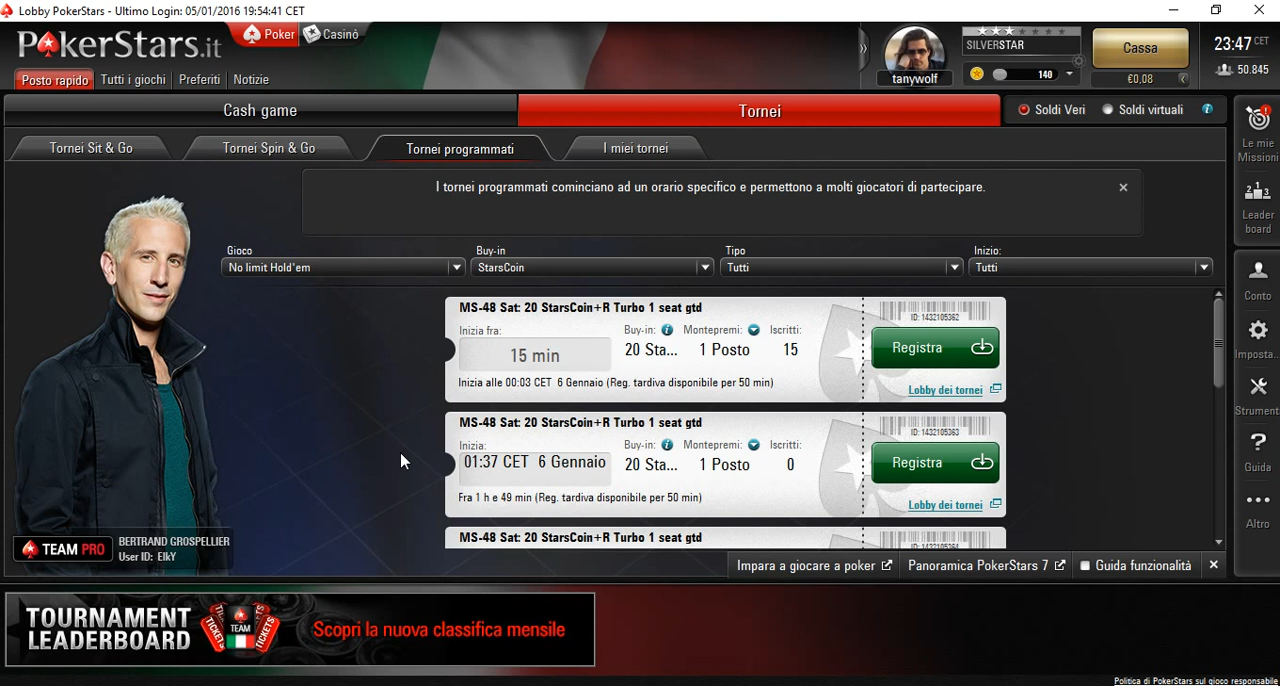 Lobby PokerStars - Ultimo Login: 05/01/2016 19:54:41 CET
PokerStars.it
Poker
Casinò
Posto rapido
Tutti i giochi
Preferiti
Notizie
tanywolf
SILVERSTAR
140
Cassa
€0,08
23:47 CET
50.845
Cash game
Tornei
Soldi Veri
Soldi virtuali
Tornei Sit & Go
Tornei Spin & Go
Tornei programmati
I miei tornei
I tornei programmati cominciano ad un orario specifico e permettono a molti giocatori di partecipare.
Gioco
Buy-in
Tipo
Inizio:
No limit Hold'em
StarsCoin
Tutti
Tutti
MS-48 Sat: 20 StarsCoin+R Turbo 1 seat gtd
ID: 1432105362
Inizia fra:
Buy-in:
Montepremi:
Iscritti:
15 min
20 Sta...
1 Posto
15
Registra
Inizia alle 00:03 CET 6 Gennaio (Reg. tardiva disponibile per 50 min)
Lobby dei tornei
MS-48 Sat: 20 StarsCoin+R Turbo 1 seat gtd
ID: 1432105363
Inizia:
Buy-in:
Montepremi:
Iscritti:
01:37 CET 6 Gennaio
20 Sta...
1 Posto
0
Registra
Fra 1 h e 49 min (Reg. tardiva disponibile per 50 min)
Lobby dei tornei
MS-48 Sat: 20 StarsCoin+R Turbo 1 seat gtd
ID: 1432105364
TEAM PRO
BERTRAND GROSPELLIER
User ID: ElkY
Impara a giocare a poker
Panoramica PokerStars 7
Guida funzionalità
Le mie
Missioni
Leader
board
Conto
Imposta..
Strument
Guida
Altro
TOURNAMENT
LEADERBOARD
TICKETS
TEAM
TICKETS
Scopri la nuova classifica mensile
Politica di PokerStars sul gioco responsabile